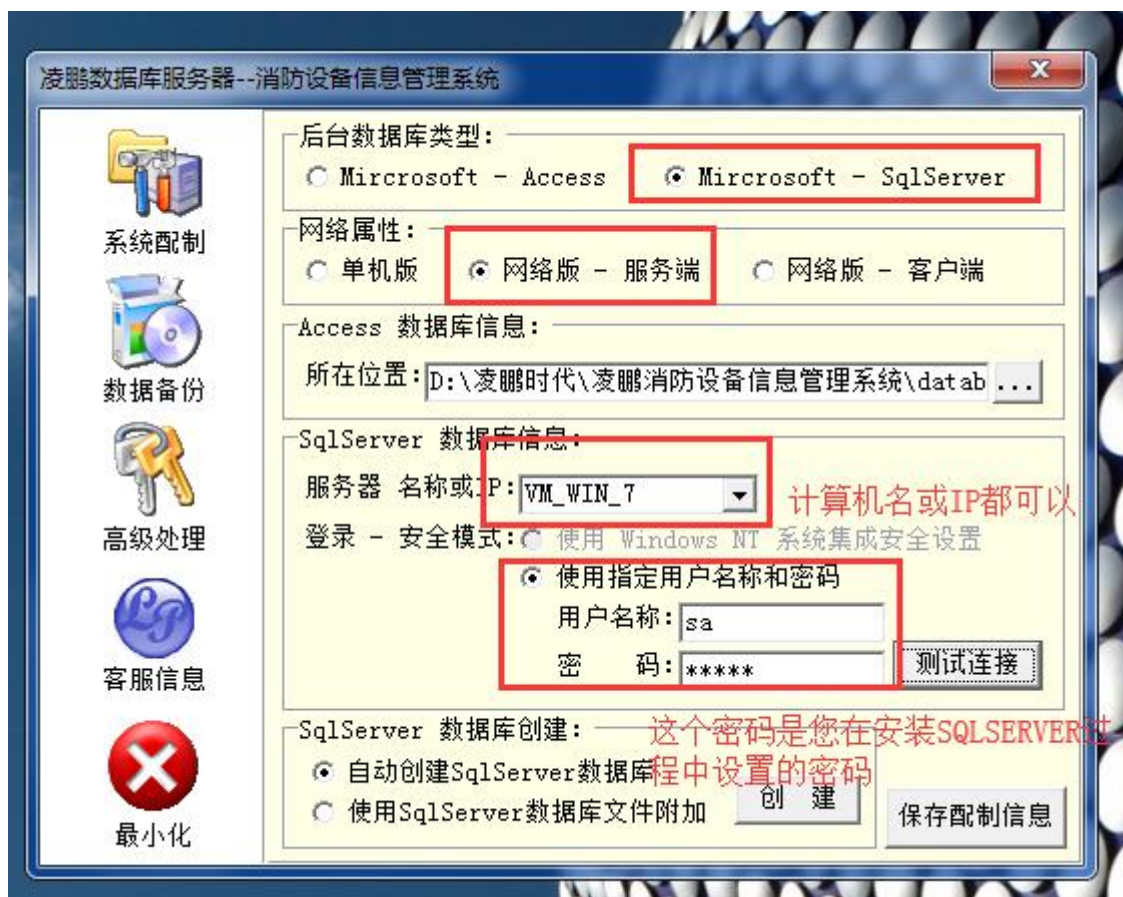 凌鹏数据库服务器--消防设备信息管理系统
系统配制
数据备份
高级处理
客服信息
最小化
后台数据库类型：
Mircrosoft - Access
Mircrosoft - SqlServer
网络属性：
单机版
网络版 - 服务端
网络版 - 客户端
Access 数据库信息：
所在位置：D:\凌鹏时代\凌鹏消防设备信息管理系统\datab ...
SqlServer 数据库信息：
服务器 名称或IP：VM_WIN_7
计算机名或IP都可以
登录 - 安全模式：使用 Windows NT 系统集成安全设置
使用指定用户名称和密码
用户名称：sa
密 码：*****
测试连接
这个密码是您在安装SQLSERVER过
程中设置的密码
SqlServer 数据库创建：
自动创建SqlServer数据库
使用SqlServer数据库文件附加
创 建
保存配制信息